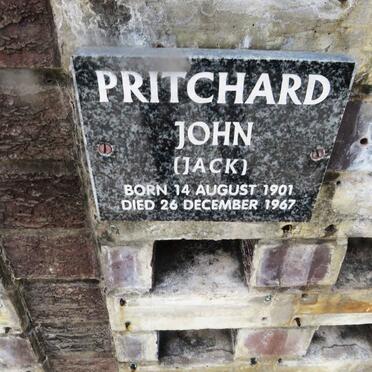 PRITCHARD
JOHN
(JACK)
BORN 14 AUGUST 1901
DIED 26 DECEMBER 1967